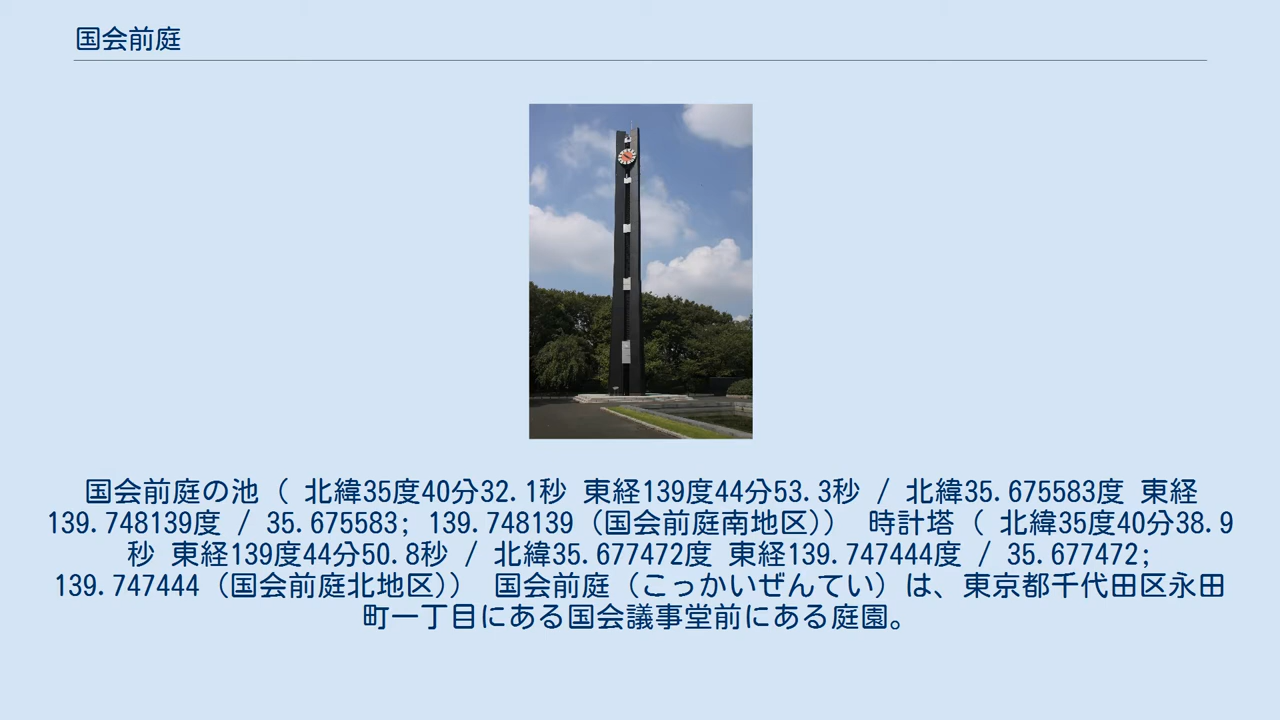 国会前庭
国会前庭の池（ 北緯35度40分32.1秒 東経139度44分53.3秒 / 北緯35.675583度 東経
139.748139度 / 35.675583; 139.748139（国会前庭南地区)） 時計塔（ 北緯35度40分38.9
秒 東経139度44分50.8秒 / 北緯35.677472度 東経139.747444度 / 35.677472;
139.747444（国会前庭北地区)） 国会前庭（こっかいぜんてい）は、東京都千代田区永田
町一丁目にある国会議事堂前にある庭園。